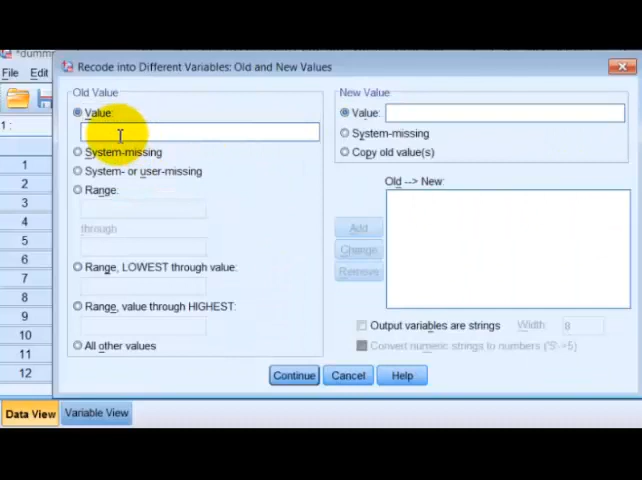 *dumm
Recode into Different Variables: Old and New Values
File Edit
1 :
Old Value
Value:
System-missing
System- or user-missing
Range:
through
Range, LOWEST through value:
Range, value through HIGHEST:
All other values
New Value
Value:
System-missing
Copy old value(s)
Old --> New:
Add
Change
Remove
Output variables are strings Width: 8
Convert numeric strings to numbers ('5'->5)
Continue Cancel Help
1
2
3
4
5
6
7
8
9
10
11
12
Data View Variable View